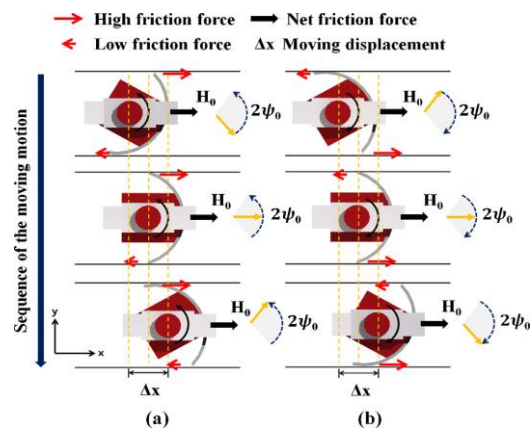 High friction force Net friction force
Low friction force Δx Moving displacement
Sequence of the moving motion
H₀ 2ψ₀ H₀ 2ψ₀
H₀ 2ψ₀ H₀ 2ψ₀
H₀ 2ψ₀ H₀ 2ψ₀
y
x
Δx Δx
(a) (b)